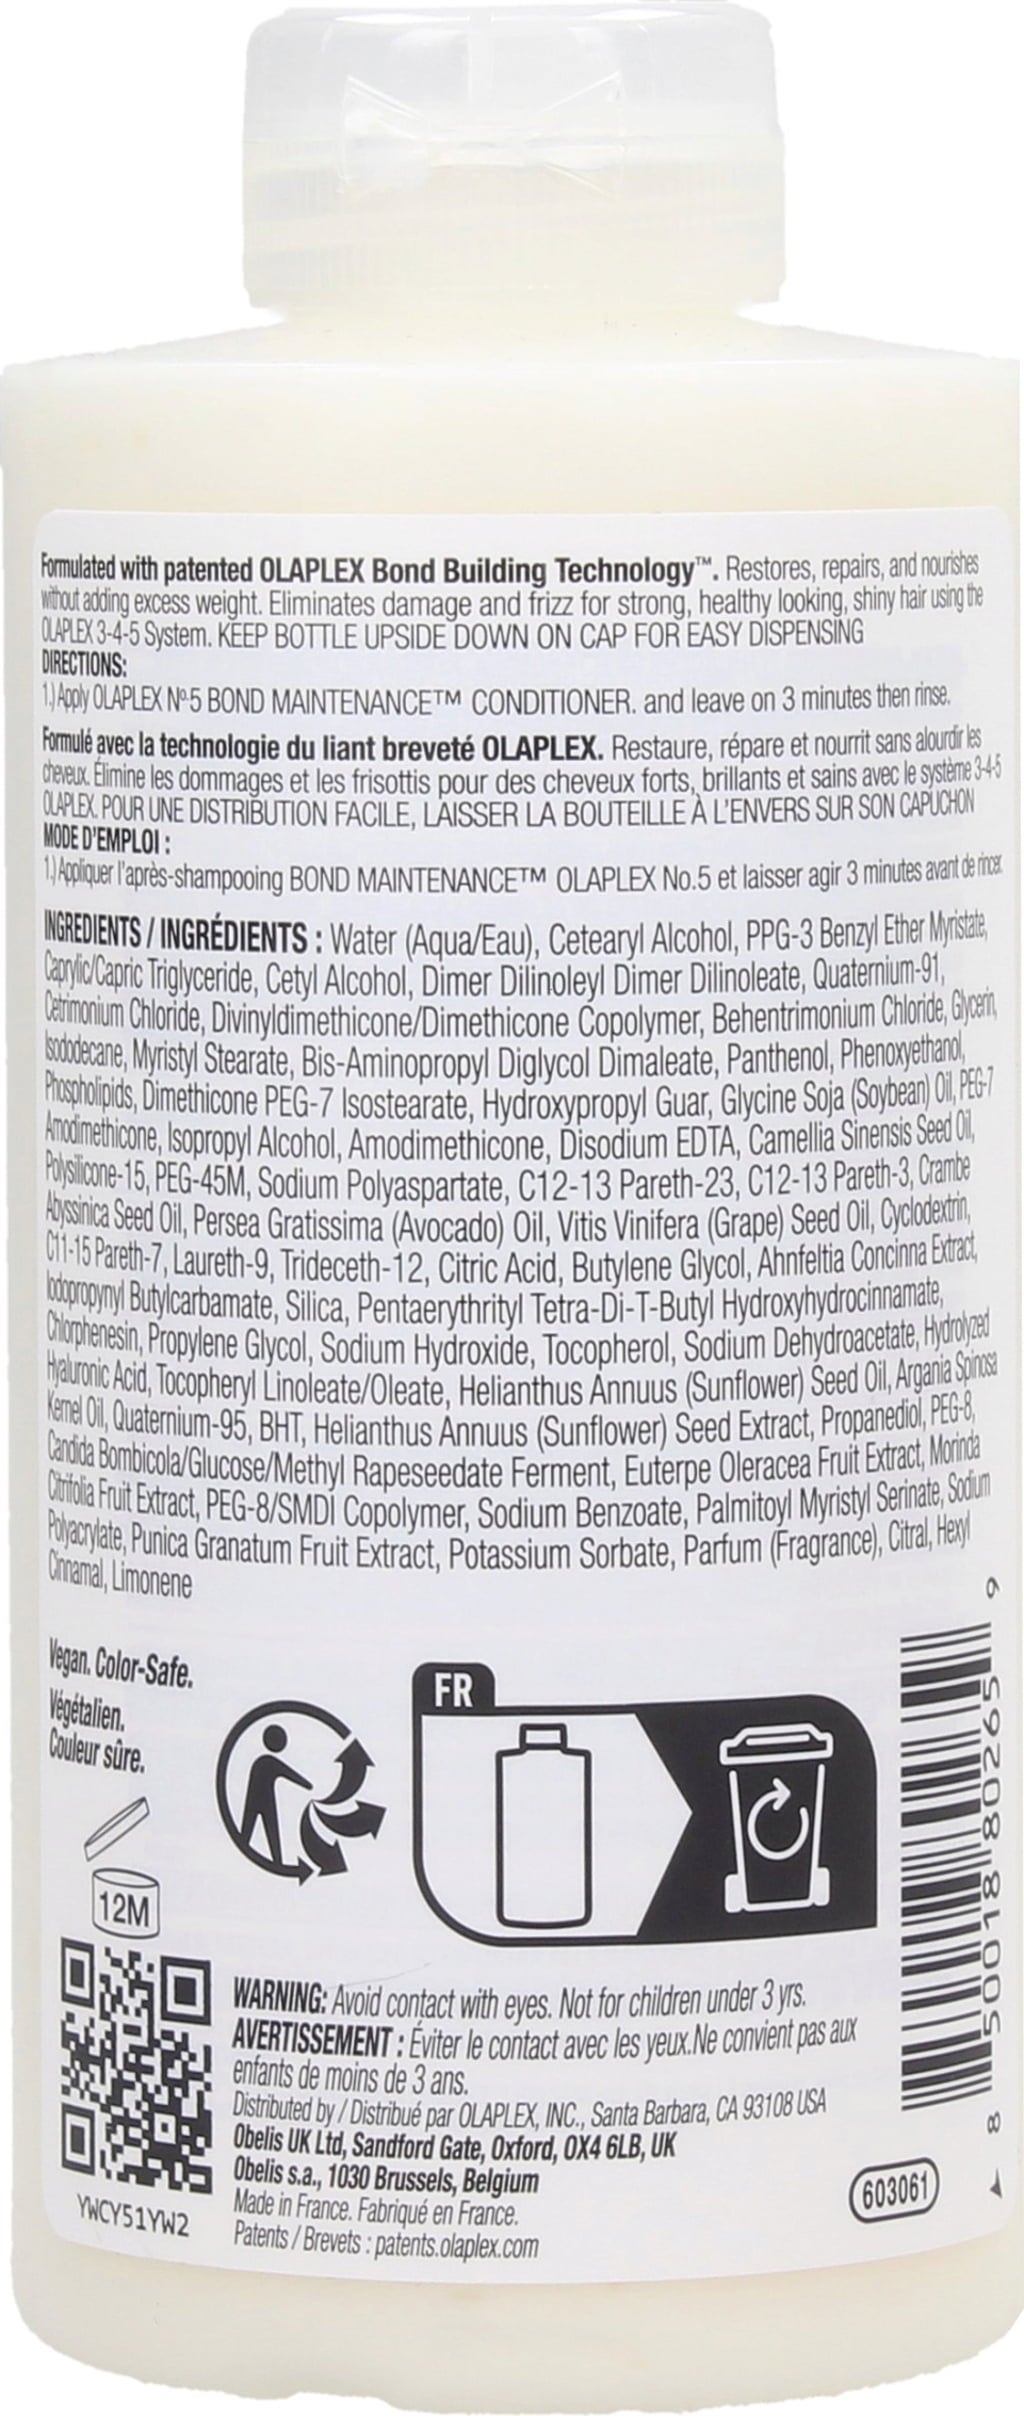 Formulated with patented OLAPLEX Bond Building Technology™. Restores, repairs, and nourishes
without adding excess weight. Eliminates damage and frizz for strong, healthy looking, shiny hair using the
OLAPLEX 3-4-5 System. KEEP BOTTLE UPSIDE DOWN ON CAP FOR EASY DISPENSING
DIRECTIONS:
1.) Apply OLAPLEX Nº5 BOND MAINTENANCE™ CONDITIONER. and leave on 3 minutes then rinse.
Formulé avec la technologie du liant breveté OLAPLEX. Restaure, répare et nourrit sans alourdir les
cheveux. Élimine les dommages et les frisottis pour des cheveux forts, brillants et sains avec le système 3-4-5
OLAPLEX. POUR UNE DISTRIBUTION FACILE, LAISSER LA BOUTEILLE À L'ENVERS SUR SON CAPUCHON
MODE D'EMPLOI :
1.) Appliquer l'après-shampooing BOND MAINTENANCE™ OLAPLEX No.5 et laisser agir 3 minutes avant de rincer.
INGREDIENTS / INGRÉDIENTS : Water (Aqua/Eau), Cetearyl Alcohol, PPG-3 Benzyl Ether Myristate,
Caprylic/Capric Triglyceride, Cetyl Alcohol, Dimer Dilinoleyl Dimer Dilinoleate, Quaternium-91,
Cetrimonium Chloride, Divinyldimethicone/Dimethicone Copolymer, Behentrimonium Chloride, Glycerin,
Isododecane, Myristyl Stearate, Bis-Aminopropyl Diglycol Dimaleate, Panthenol, Phenoxyethanol,
Phospholipids, Dimethicone PEG-7 Isostearate, Hydroxypropyl Guar, Glycine Soja (Soybean) Oil, PEG-7
Amodimethicone, Isopropyl Alcohol, Amodimethicone, Disodium EDTA, Camellia Sinensis Seed Oil,
Polysilicone-15, PEG-45M, Sodium Polyaspartate, C12-13 Pareth-23, C12-13 Pareth-3, Crambe
Abyssinica Seed Oil, Persea Gratissima (Avocado) Oil, Vitis Vinifera (Grape) Seed Oil, Cyclodextrin,
C11-15 Pareth-7, Laureth-9, Trideceth-12, Citric Acid, Butylene Glycol, Ahnfeltia Concinna Extract,
Iodopropynyl Butylcarbamate, Silica, Pentaerythrityl Tetra-Di-T-Butyl Hydroxyhydrocinnamate,
Chlorphenesin, Propylene Glycol, Sodium Hydroxide, Tocopherol, Sodium Dehydroacetate, Hydrolyzed
Hyaluronic Acid, Tocopheryl Linoleate/Oleate, Helianthus Annuus (Sunflower) Seed Oil, Argania Spinosa
Kernel Oil, Quaternium-95, BHT, Helianthus Annuus (Sunflower) Seed Extract, Propanediol, PEG-8,
Candida Bombicola/Glucose/Methyl Rapeseedate Ferment, Euterpe Oleracea Fruit Extract, Morinda
Citrifolia Fruit Extract, PEG-8/SMDI Copolymer, Sodium Benzoate, Palmitoyl Myristyl Serinate, Sodium
Polyacrylate, Punica Granatum Fruit Extract, Potassium Sorbate, Parfum (Fragrance), Citral, Hexyl
Cinnamal, Limonene
Vegan. Color-Safe.
Végétalien.
Couleur sûre.
12M
FR
YWCY51YW2
WARNING: Avoid contact with eyes. Not for children under 3 yrs.
AVERTISSEMENT : Éviter le contact avec les yeux.Ne convient pas aux
enfants de moins de 3 ans.
Distributed by / Distribué par OLAPLEX, INC., Santa Barbara, CA 93108 USA
Obelis UK Ltd, Sandford Gate, Oxford, OX4 6LB, UK
Obelis s.a., 1030 Brussels, Belgium
Made in France. Fabriqué en France.
Patents / Brevets : patents.olaplex.com
603061
8 50018 80265 9